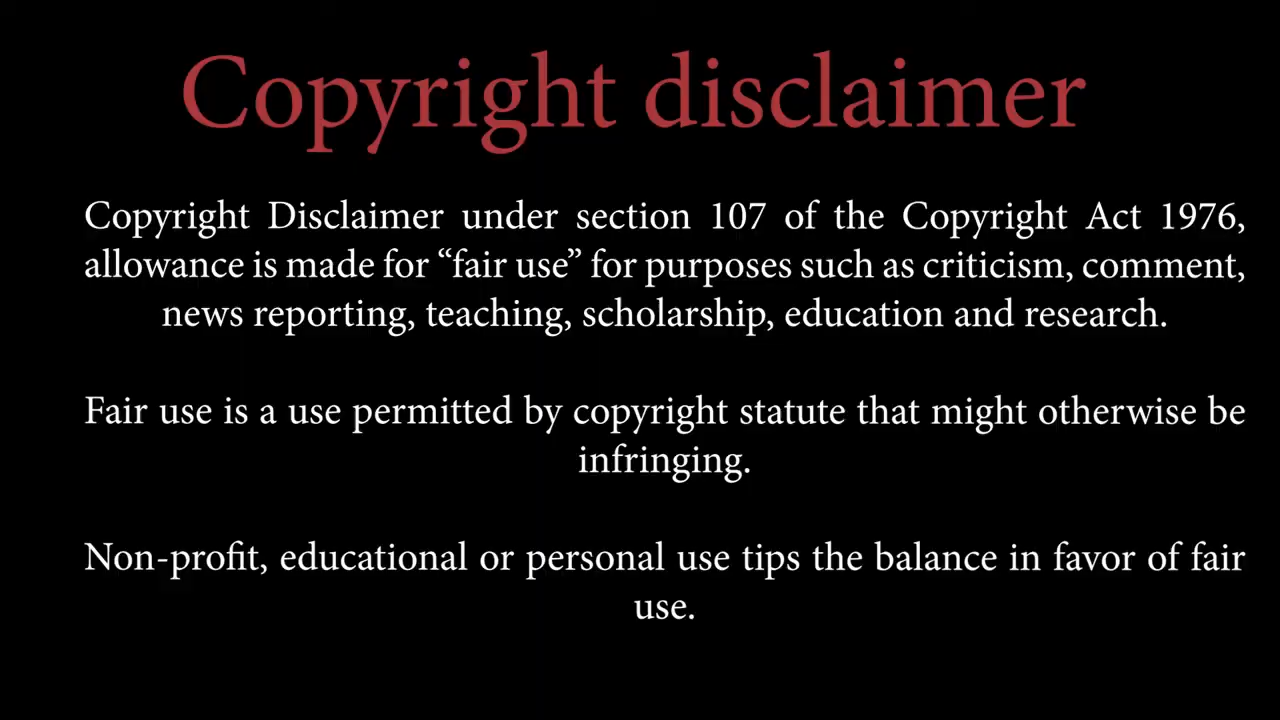 Copyright disclaimer
Copyright Disclaimer under section 107 of the Copyright Act 1976,
allowance is made for “fair use” for purposes such as criticism, comment,
news reporting, teaching, scholarship, education and research.
Fair use is a use permitted by copyright statute that might otherwise be
infringing.
Non-profit, educational or personal use tips the balance in favor of fair
use.